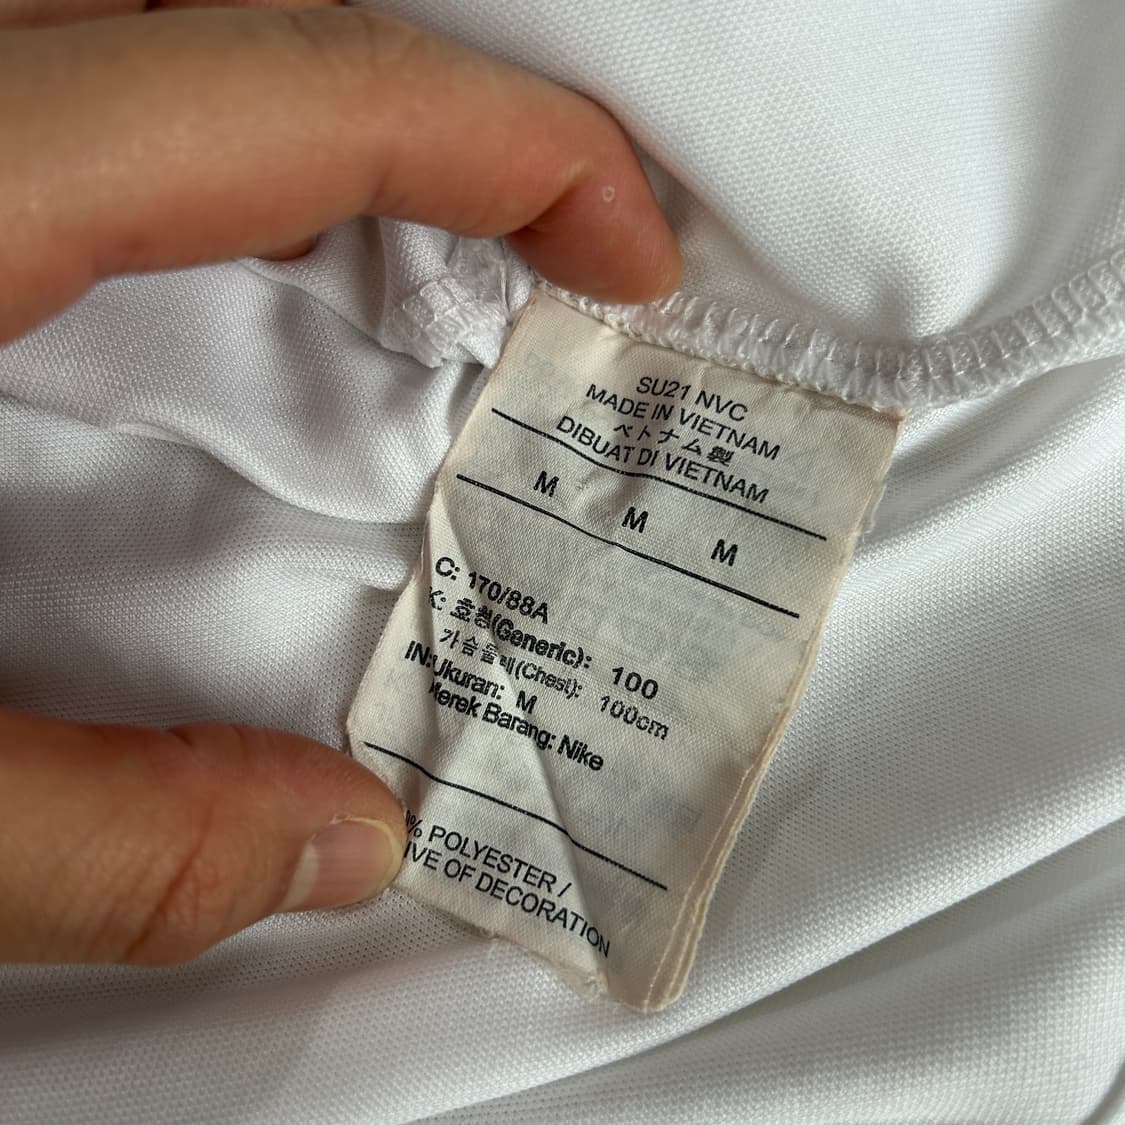 SU21 NVC
MADE IN VIETNAM
ベトナム製
DIBUAT DI VIETNAM
M M M
C: 170/88A
K: 호칭(Generic): 100
가슴둘레(Chest): 100cm
IN:Ukuran: M
Merek Barang: Nike
% POLYESTER /
IVE OF DECORATION